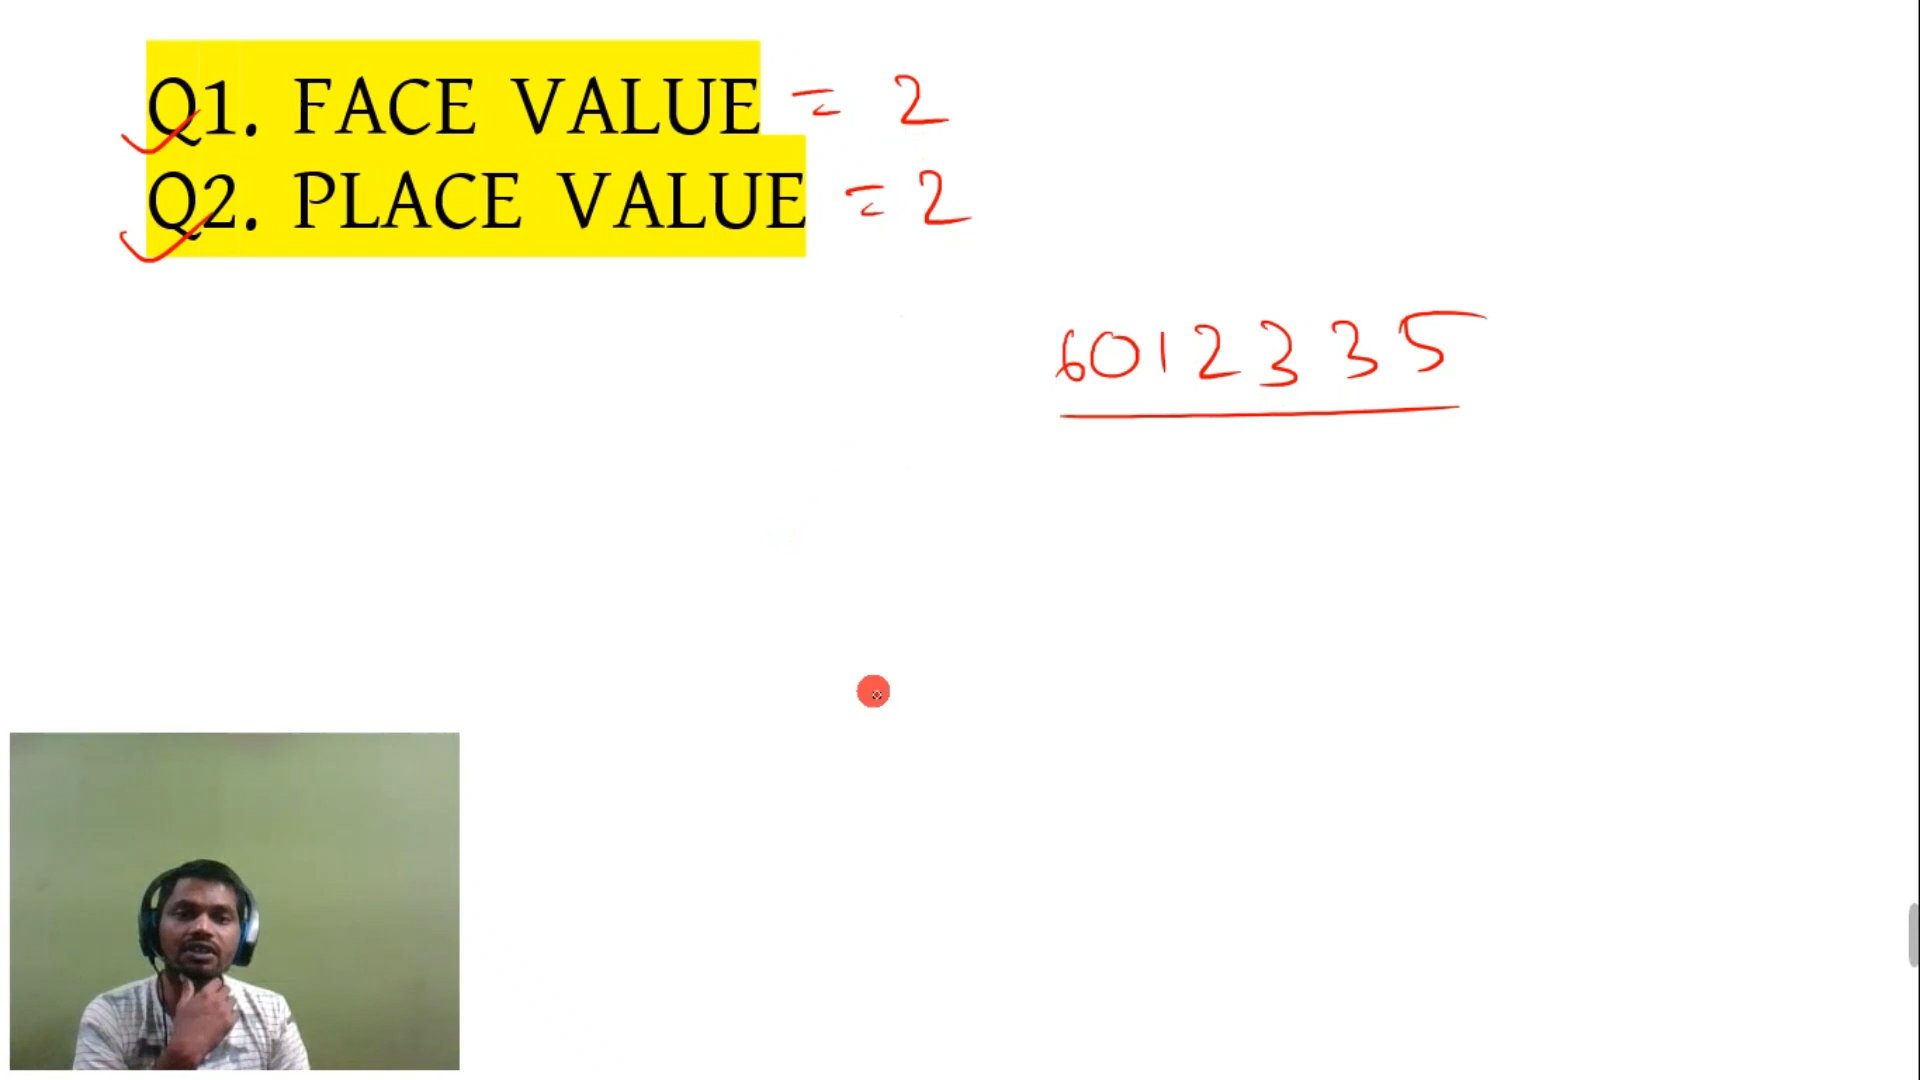 Q1. FACE VALUE = 2
Q2. PLACE VALUE = 2
6012335